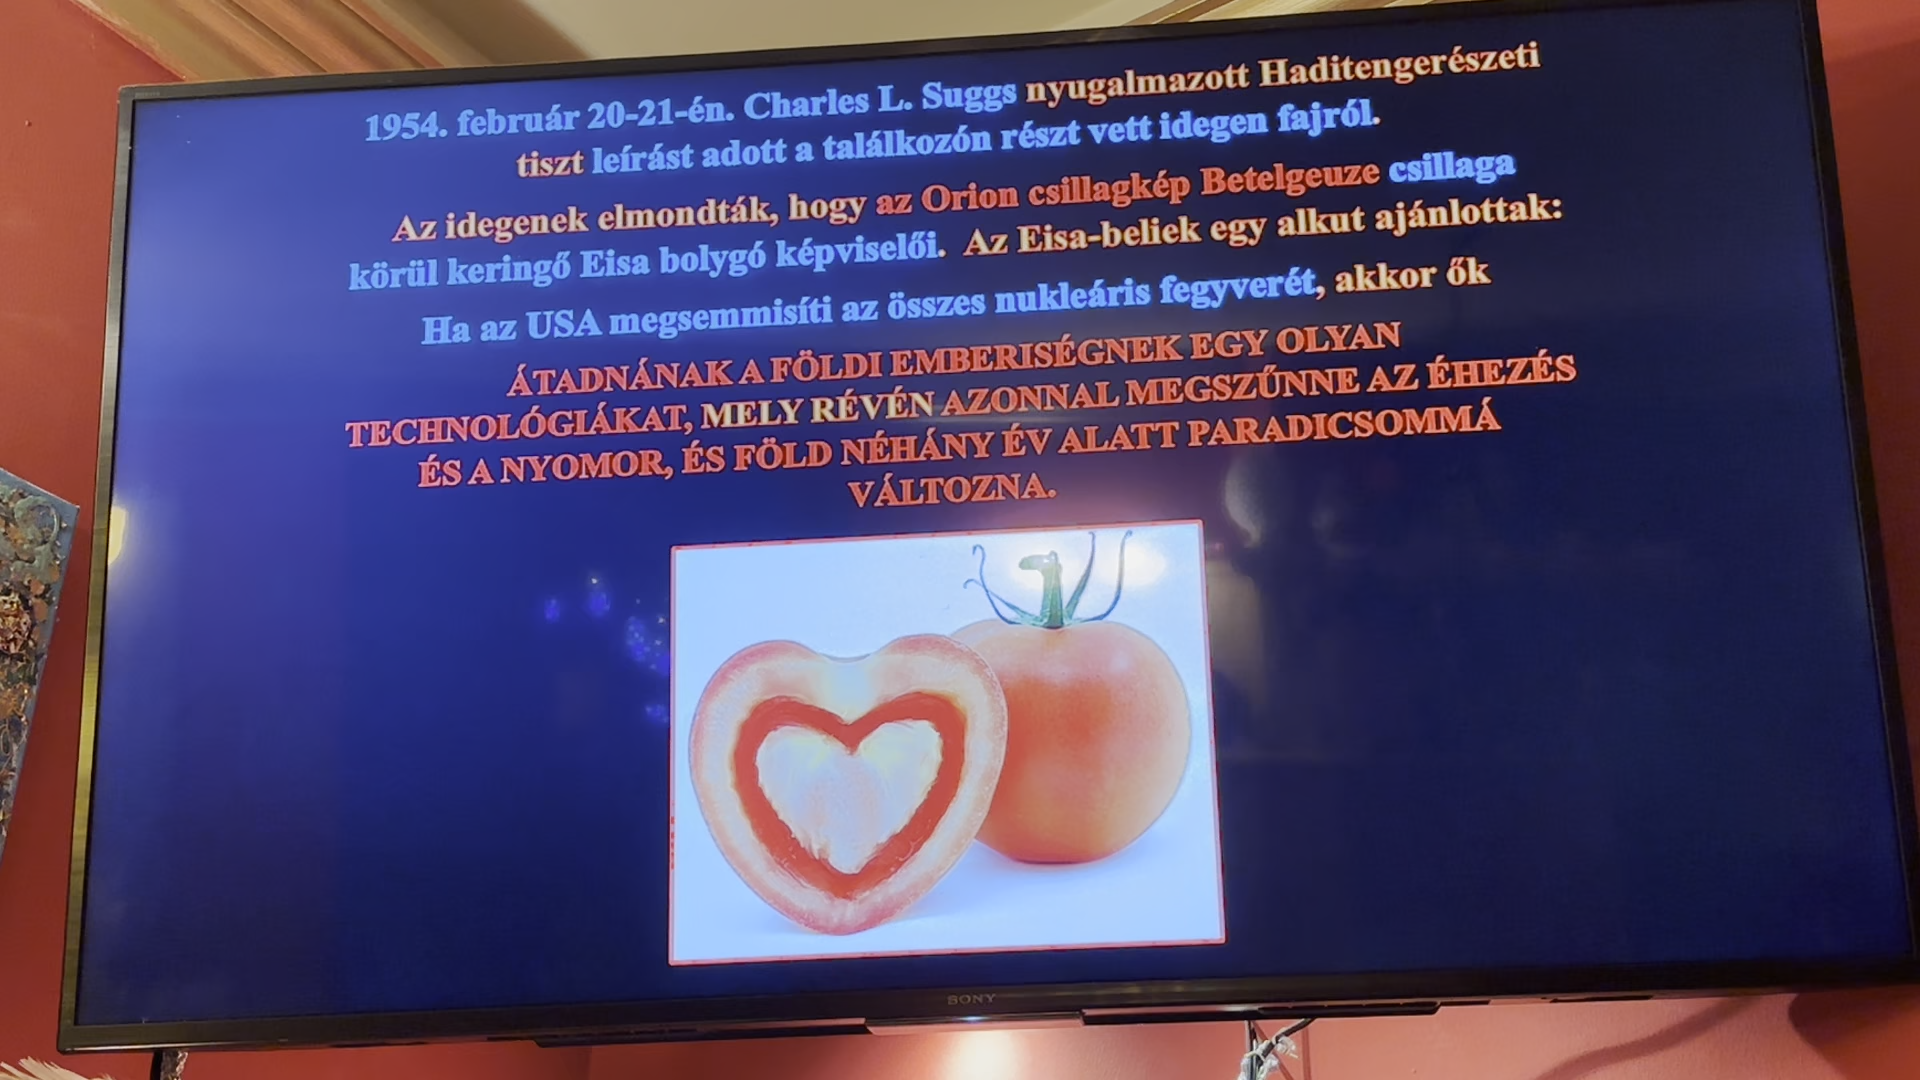 1954. február 20-21-én. Charles L. Suggs nyugalmazott Haditengerészeti
tiszt leírást adott a találkozón részt vett idegen fajról.
Az idegenek elmondták, hogy az Orion csillagkép Betelgeuze csillaga
körül keringő Eisa bolygó képviselői. Az Eisa-beliek egy alkut ajánlottak:
Ha az USA megsemmisíti az összes nukleáris fegyverét, akkor ők
ÁTADNÁNAK A FÖLDI EMBERISÉGNEK EGY OLYAN
TECHNOLÓGIÁKAT, MELY RÉVÉN AZONNAL MEGSZŰNNE AZ ÉHEZÉS
ÉS A NYOMOR, ÉS FÖLD NÉHÁNY ÉV ALATT PARADICSOMMÁ
VÁLTOZNA.
SONY